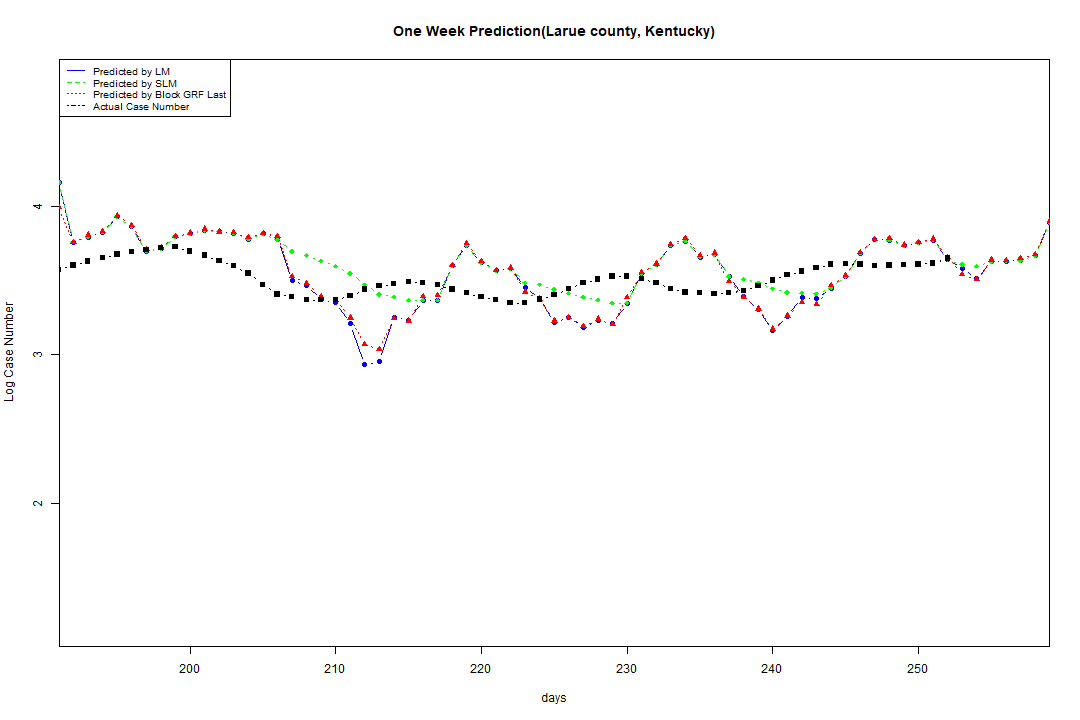 One Week Prediction(Larue county, Kentucky)
Predicted by LM
Predicted by SLM
Predicted by Block GRF Last
Actual Case Number
Log Case Number
4
3
2
200 210 220 230 240 250
days